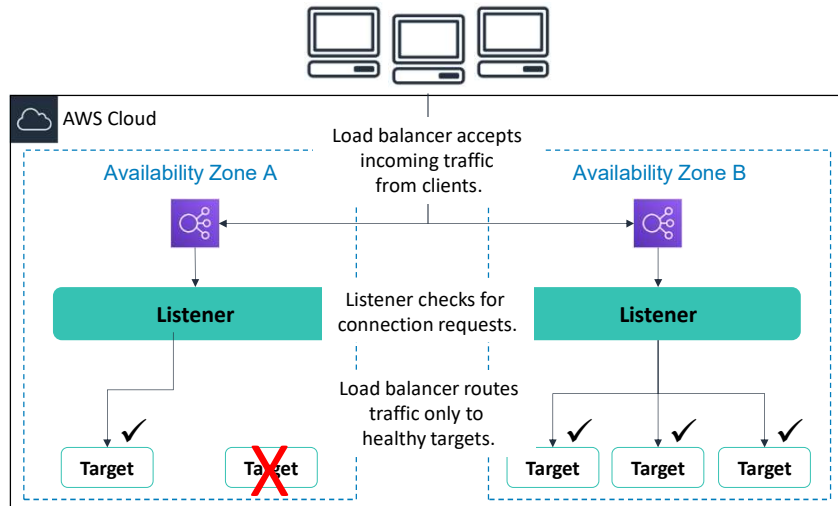 AWS Cloud
Load balancer accepts
incoming traffic
from clients.
Availability Zone A
Availability Zone B
Listener checks for
connection requests.
Listener
Listener
Load balancer routes
traffic only to
healthy targets.
Target
Target
Target
Target
Target